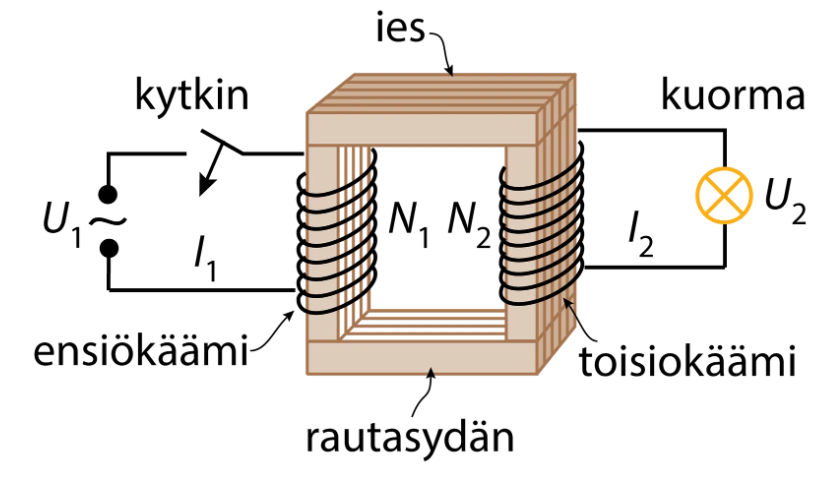 ies
kytkin
kuorma
U₁ ~
I₁
N₁
N₂
I₂
U₂
ensiökäämi
toisiokäämi
rautasydän